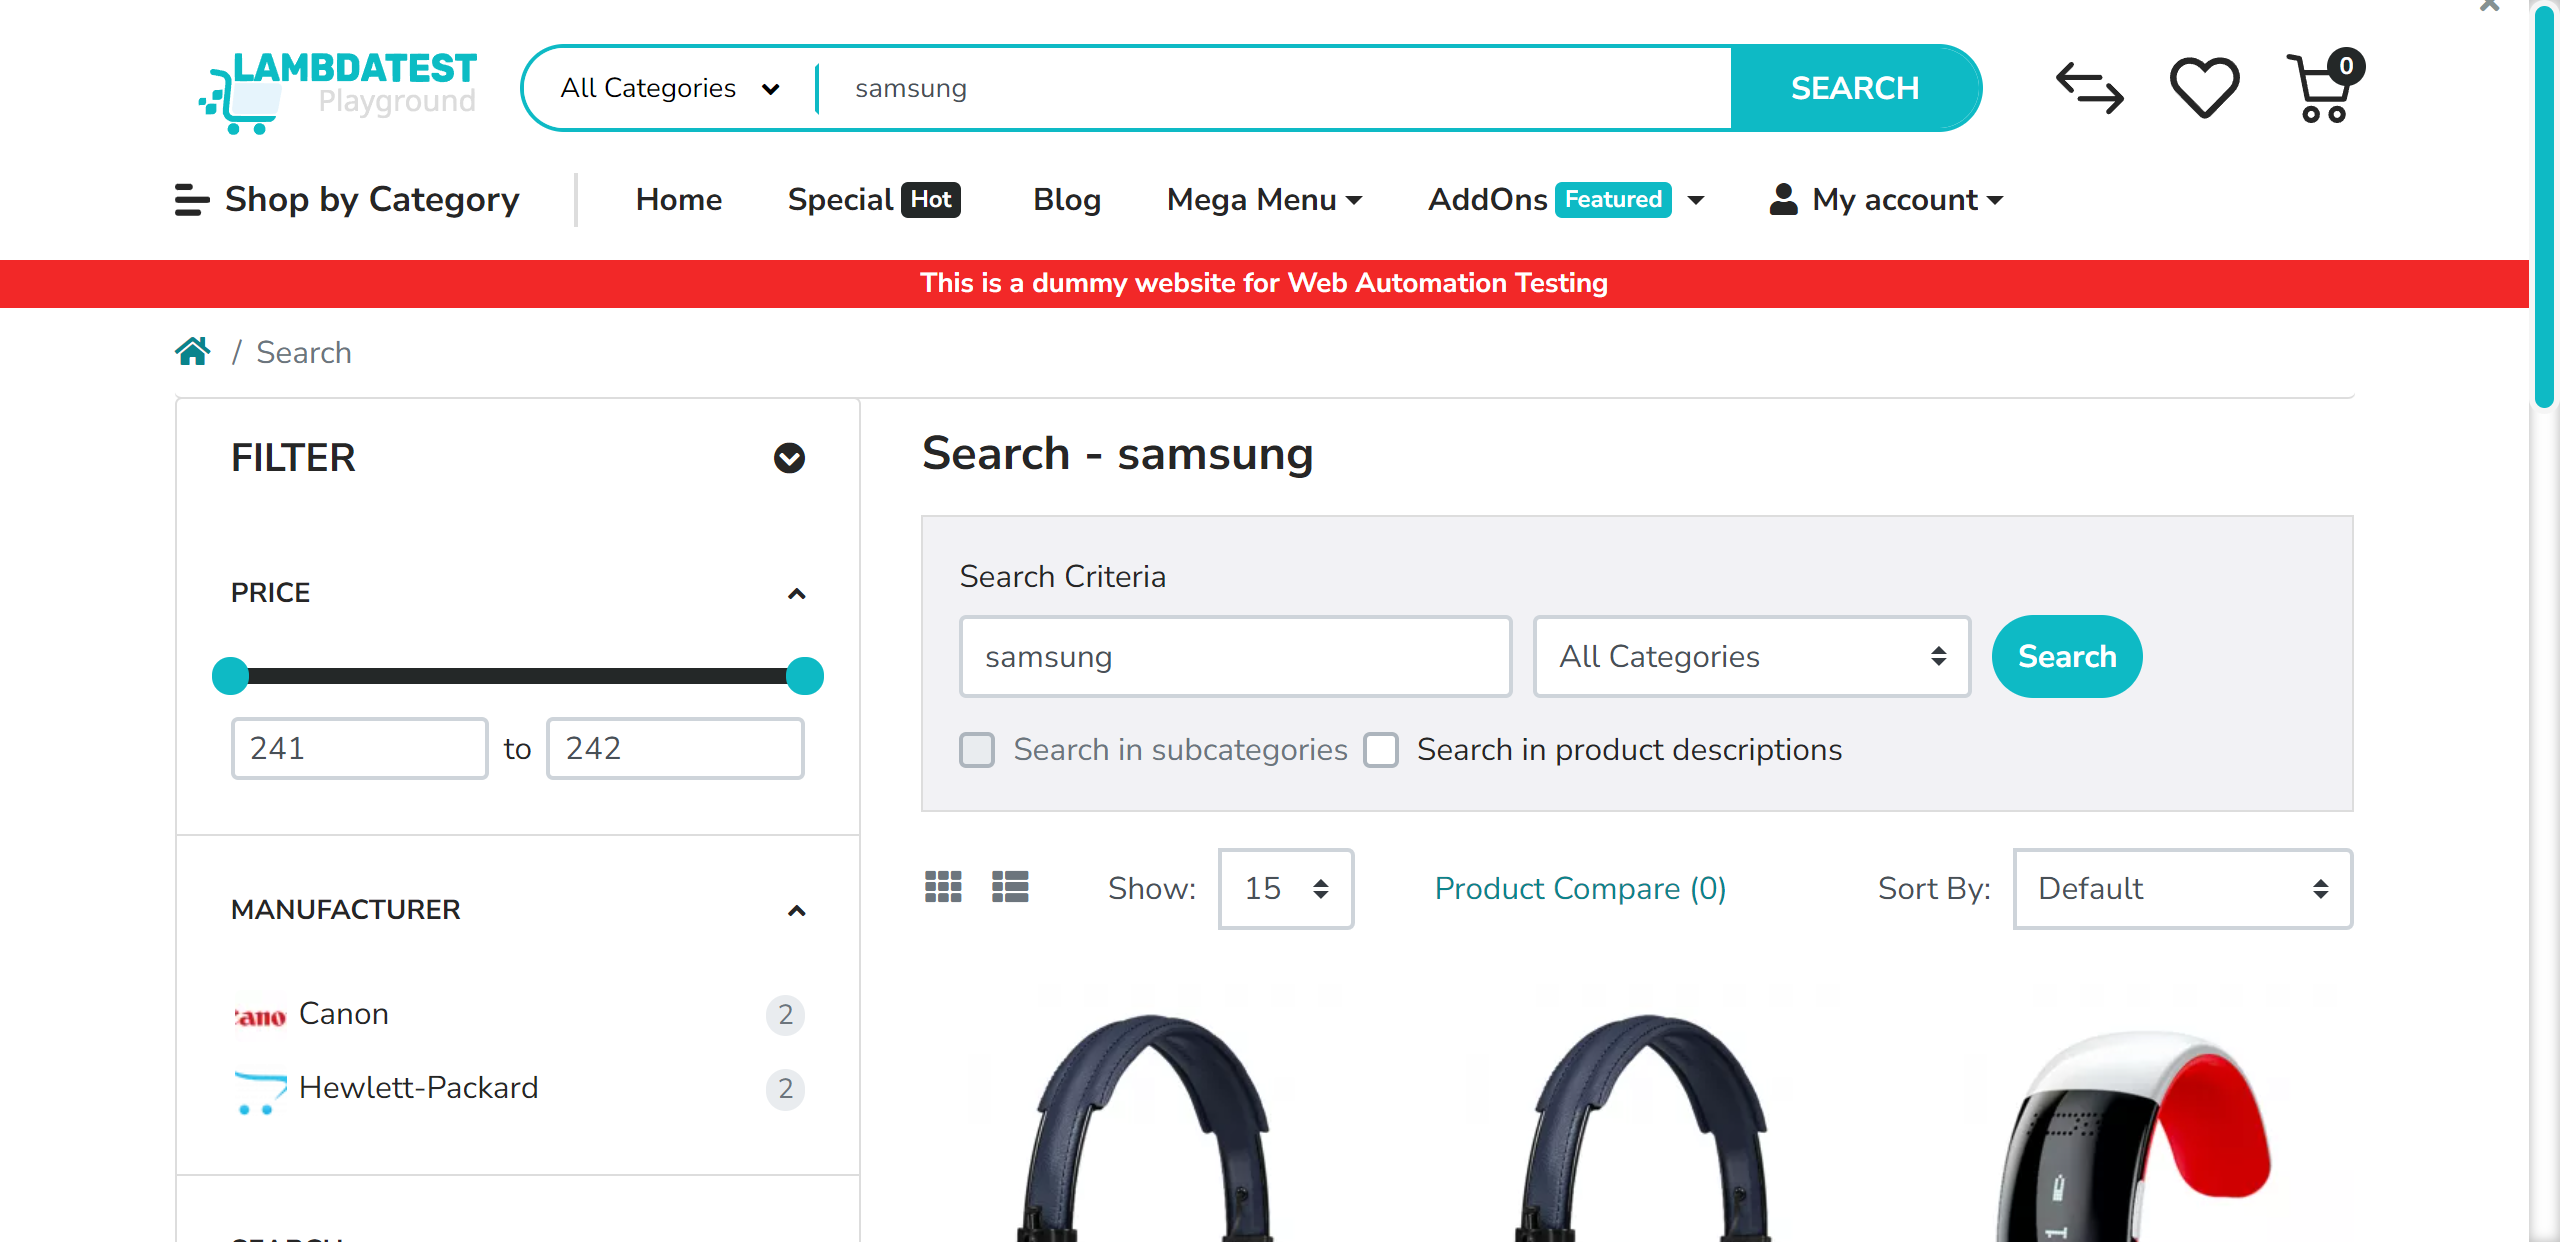 LAMBDATEST
Playground
All Categories samsung SEARCH 0
Shop by Category Home Special Hot Blog Mega Menu AddOns Featured My account
This is a dummy website for Web Automation Testing
/ Search
FILTER
PRICE
241 to 242
MANUFACTURER
Canon 2
Hewlett-Packard 2
Search - samsung
Search Criteria
samsung All Categories Search
Search in subcategories Search in product descriptions
Show: 15 Product Compare (0) Sort By: Default